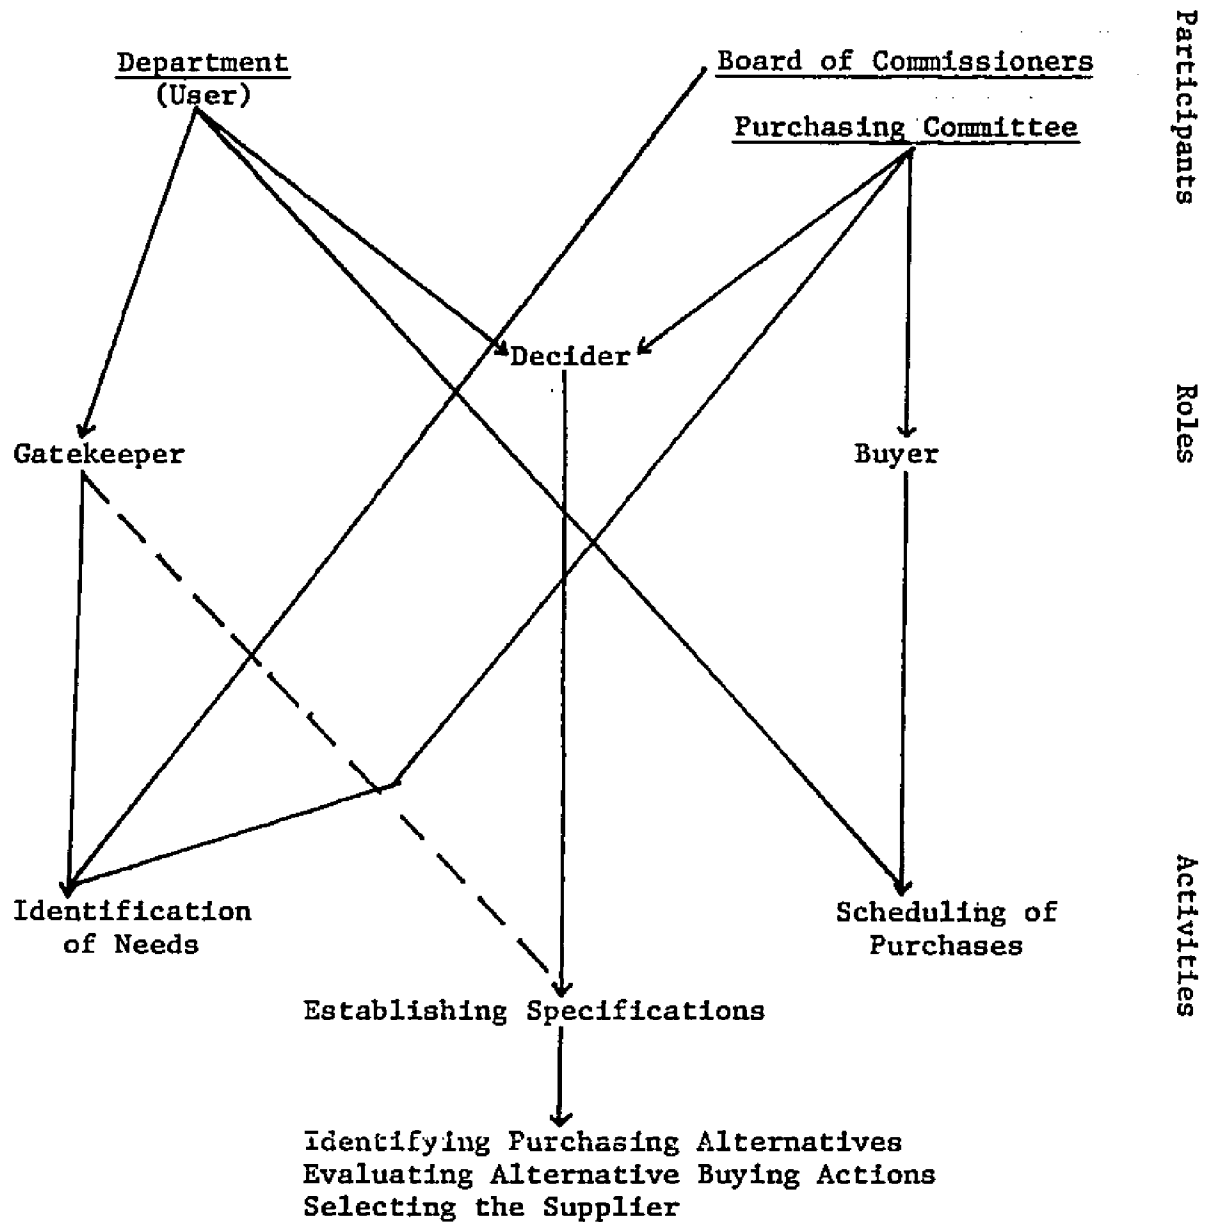 Department
(User)
Board of Commissioners
Purchasing Committee
Participants
Decider
Gatekeeper
Buyer
Roles
Identification
of Needs
Scheduling of
Purchases
Activities
Establishing Specifications
Identifying Purchasing Alternatives
Evaluating Alternative Buying Actions
Selecting the Supplier